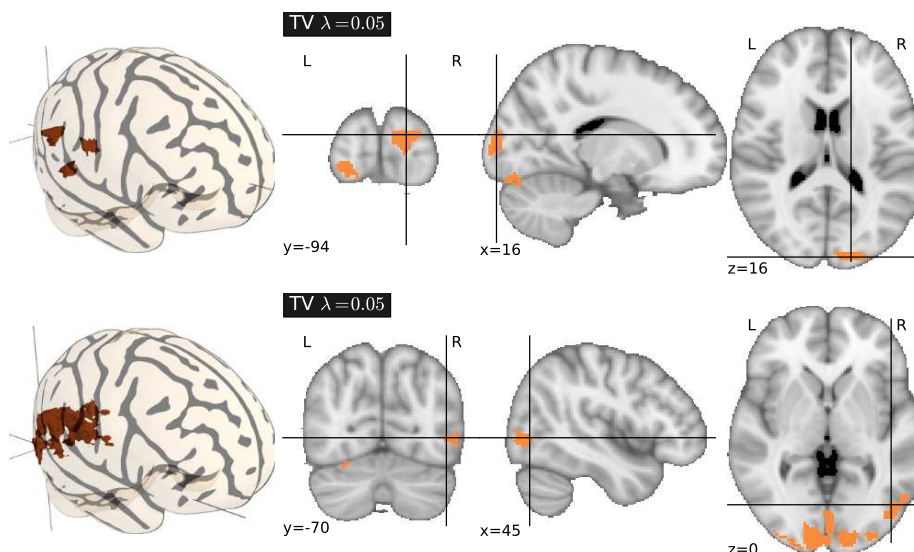 TV λ=0.05
L R
y=-94
x=16
L R
z=16
TV λ=0.05
L R
y=-70
x=45
L R
z=0